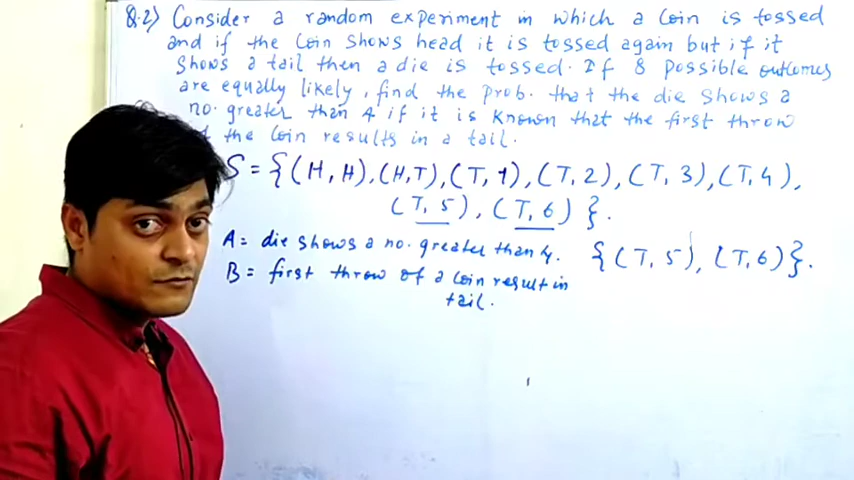 Q.2) Consider a random experiment in which a coin is tossed
and if the coin shows head it is tossed again but if it
shows a tail then a die is tossed. If 8 possible outcomes
are equally likely, find the prob. that the die shows a
no. greater than 4 if it is known that the first throw
the coin results in a tail.
S = {(H, H), (H,T), (T, 1), (T, 2), (T, 3), (T, 4),
(T, 5), (T, 6) }.
A = die shows a no. greater than 4. {(T, 5), (T, 6)}.
B = first throw of a coin result in
tail.